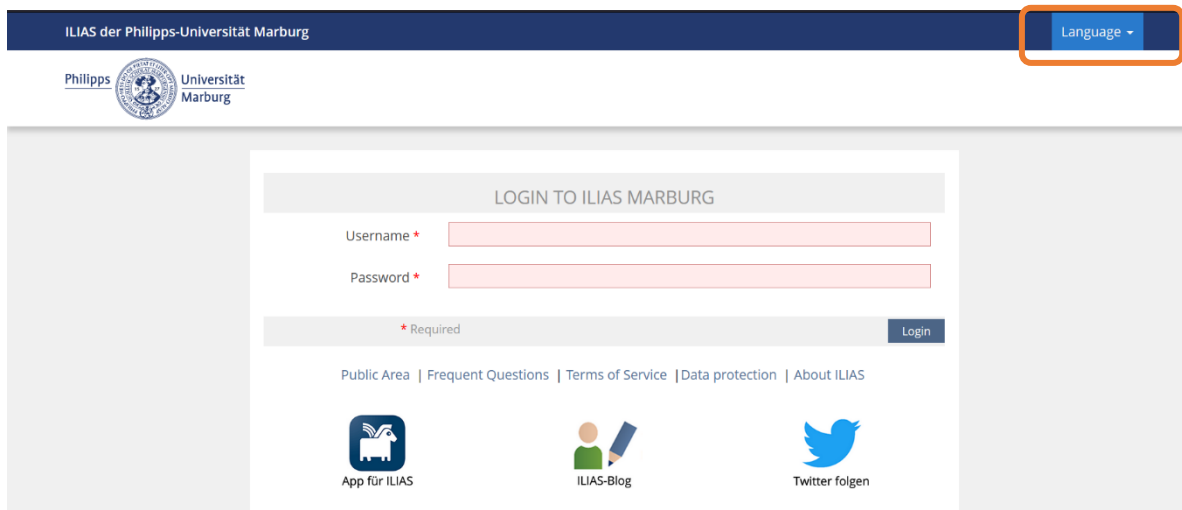 ILIAS der Philipps-Universität Marburg
Language
Philipps Universität
Marburg
LOGIN TO ILIAS MARBURG
Username *
Password *
* Required
Login
Public Area | Frequent Questions | Terms of Service |Data protection | About ILIAS
App für ILIAS
ILIAS-Blog
Twitter folgen